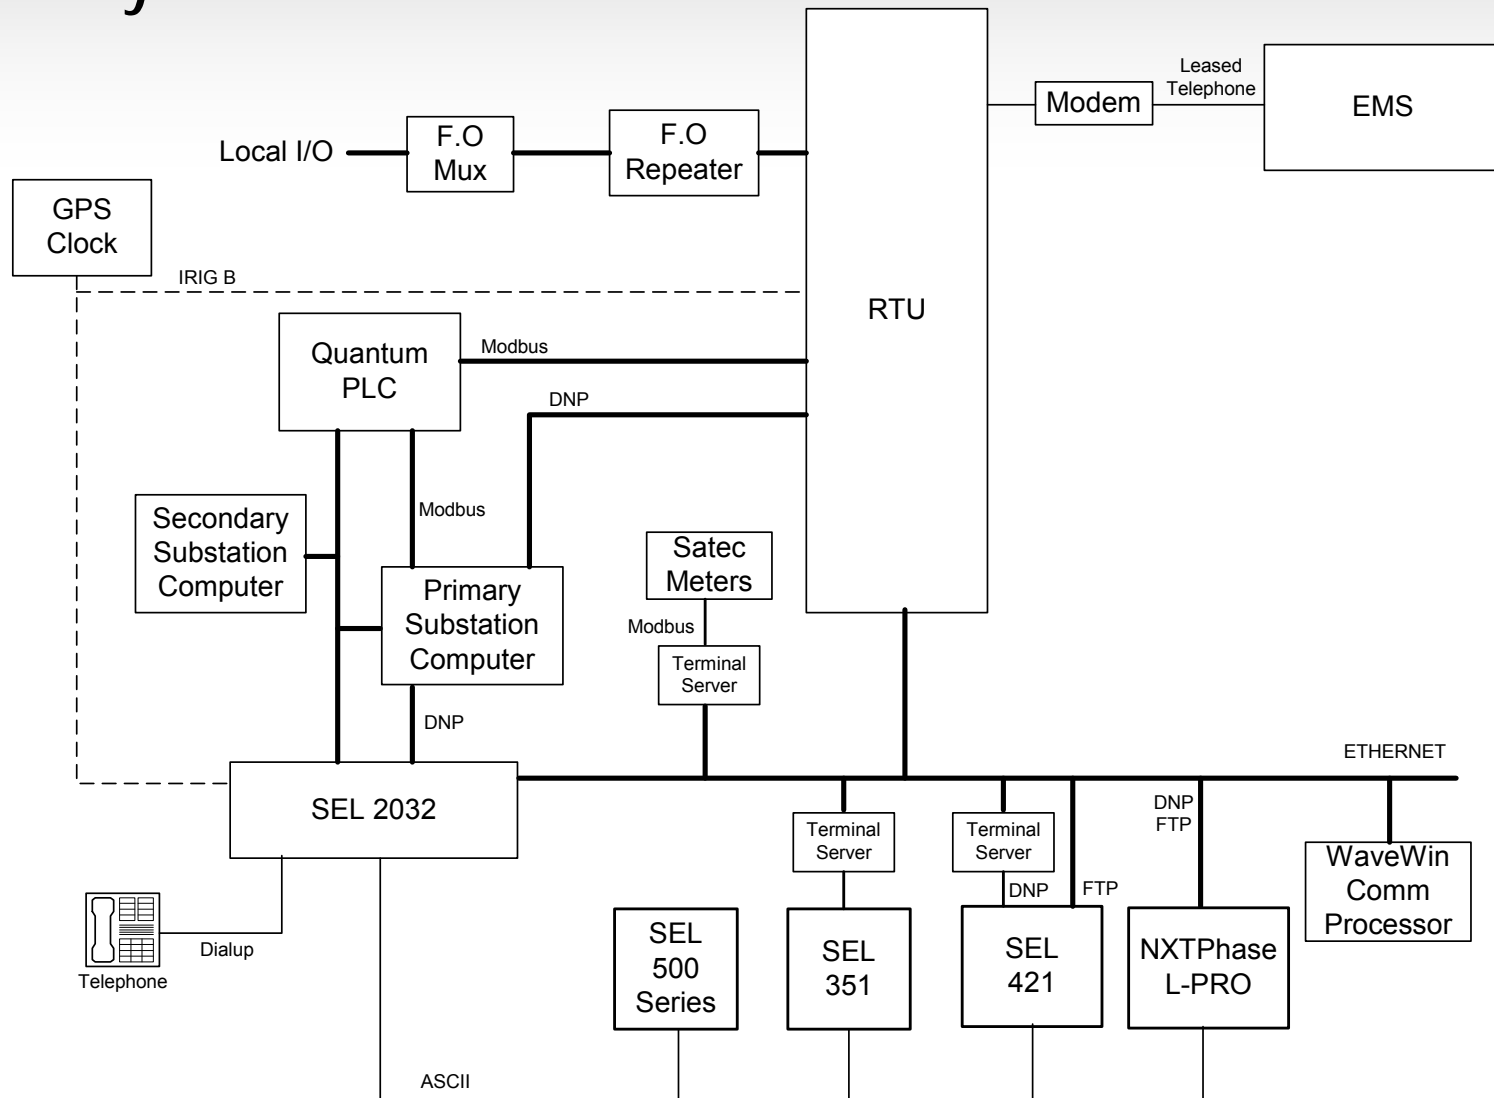 Leased
Telephone
Modem
EMS
F.O
Mux
F.O
Repeater
Local I/O
GPS
Clock
IRIG B
RTU
Quantum
PLC
Modbus
DNP
Secondary
Substation
Computer
Modbus
Satec
Meters
Primary
Substation
Computer
Modbus
Terminal
Server
DNP
ETHERNET
SEL 2032
Terminal
Server
Terminal
Server
DNP
FTP
WaveWin
Comm
Processor
DNP
FTP
SEL
500
Series
SEL
351
SEL
421
NXTPhase
L-PRO
Dialup
Telephone
ASCII